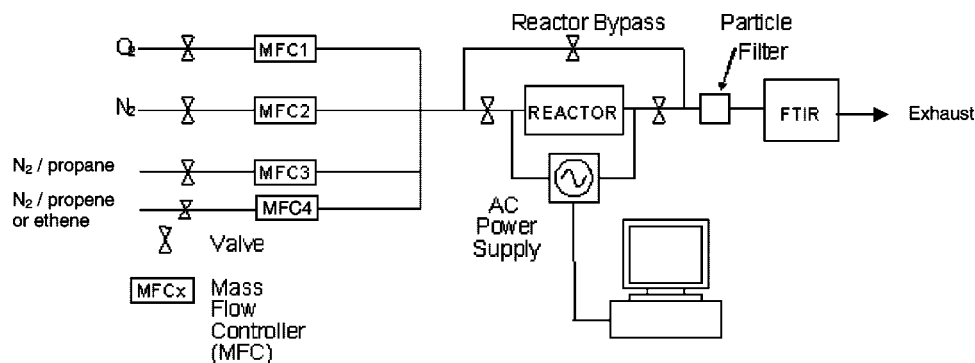 O2
MFC1
N2
MFC2
N2 / propane
MFC3
N2 / propene
or ethene
MFC4
Valve
MFCx
Mass
Flow
Controller
(MFC)
Reactor Bypass
REACTOR
AC
Power
Supply
Particle
Filter
FTIR
Exhaust